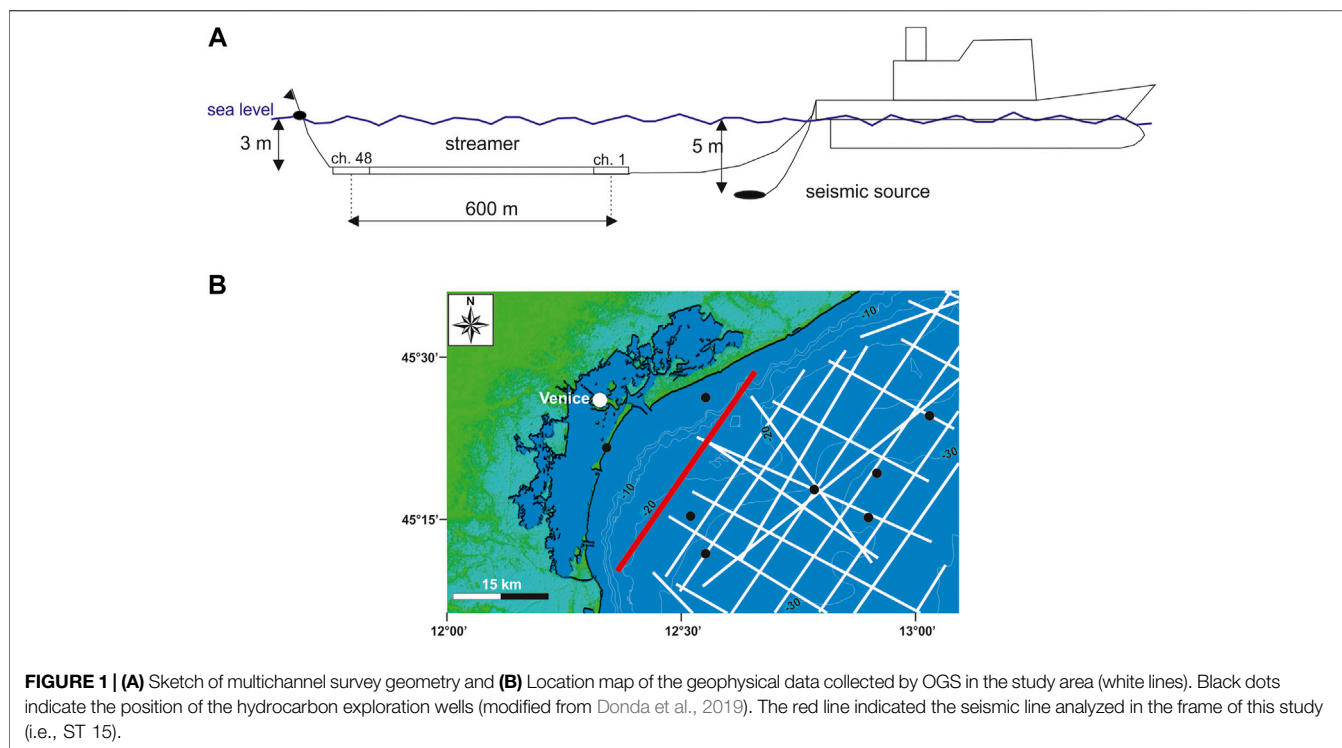 A
sea level
3 m
streamer
ch. 48
ch. 1
5 m
seismic source
600 m
B
N
-10
45°30'
Venice
-20
-30
-10
-20
45°15'
15 km
-30
12°00'
12°30'
13°00'
FIGURE 1 | (A) Sketch of multichannel survey geometry and (B) Location map of the geophysical data collected by OGS in the study area (white lines). Black dots
indicate the position of the hydrocarbon exploration wells (modified from Donda et al., 2019). The red line indicated the seismic line analyzed in the frame of this study
(i.e., ST 15).